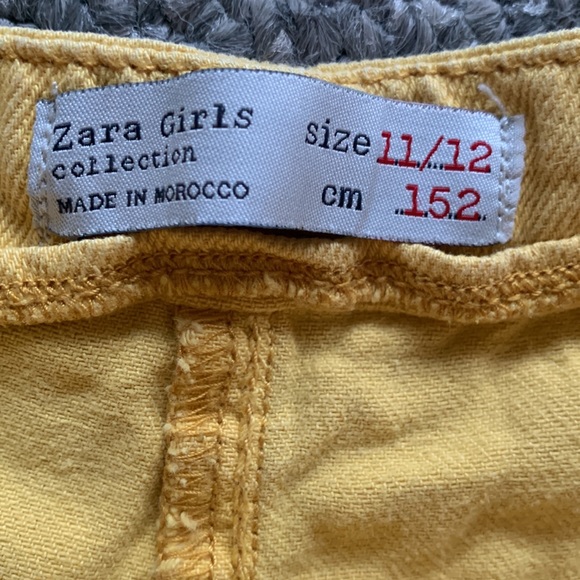 Zara Girls
collection
MADE IN MOROCCO
size 11/12
cm 152